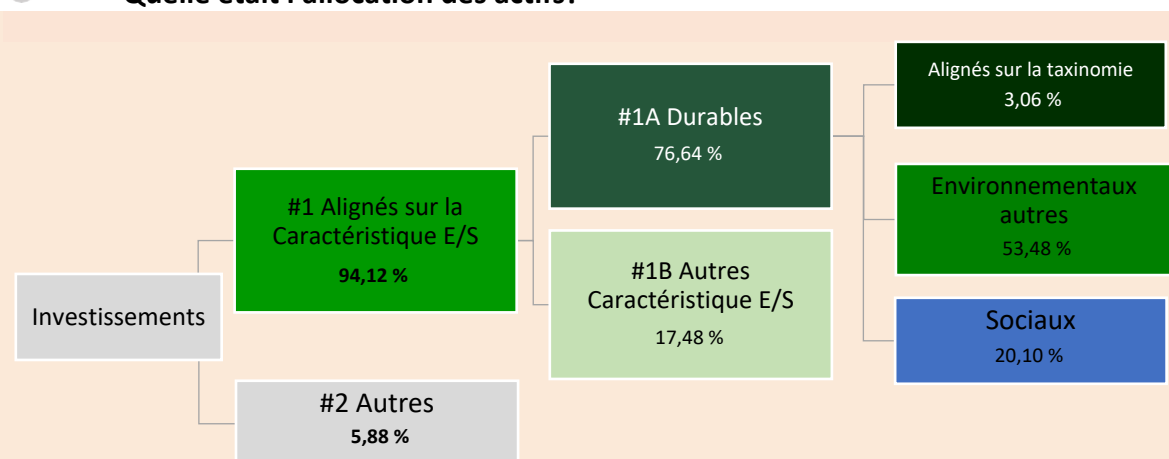 Quelle était l'allocation des actifs?
Investissements
#1 Alignés sur la
Caractéristique E/S
94,12 %
#2 Autres
5,88 %
#1A Durables
76,64 %
#1B Autres
Caractéristique E/S
17,48 %
Alignés sur la taxinomie
3,06 %
Environnementaux
autres
53,48 %
Sociaux
20,10 %